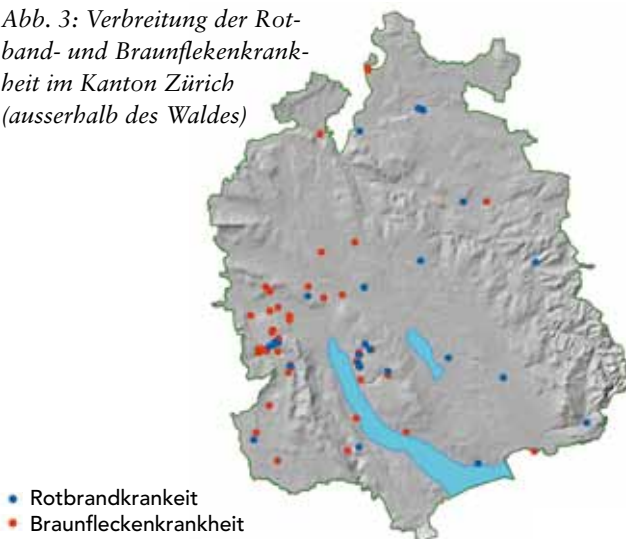 Abb. 3: Verbreitung der Rot-
band- und Braunflekenkrank-
heit im Kanton Zürich
(ausserhalb des Waldes)
Rotbrandkrankeit
Braunfleckenkrankheit